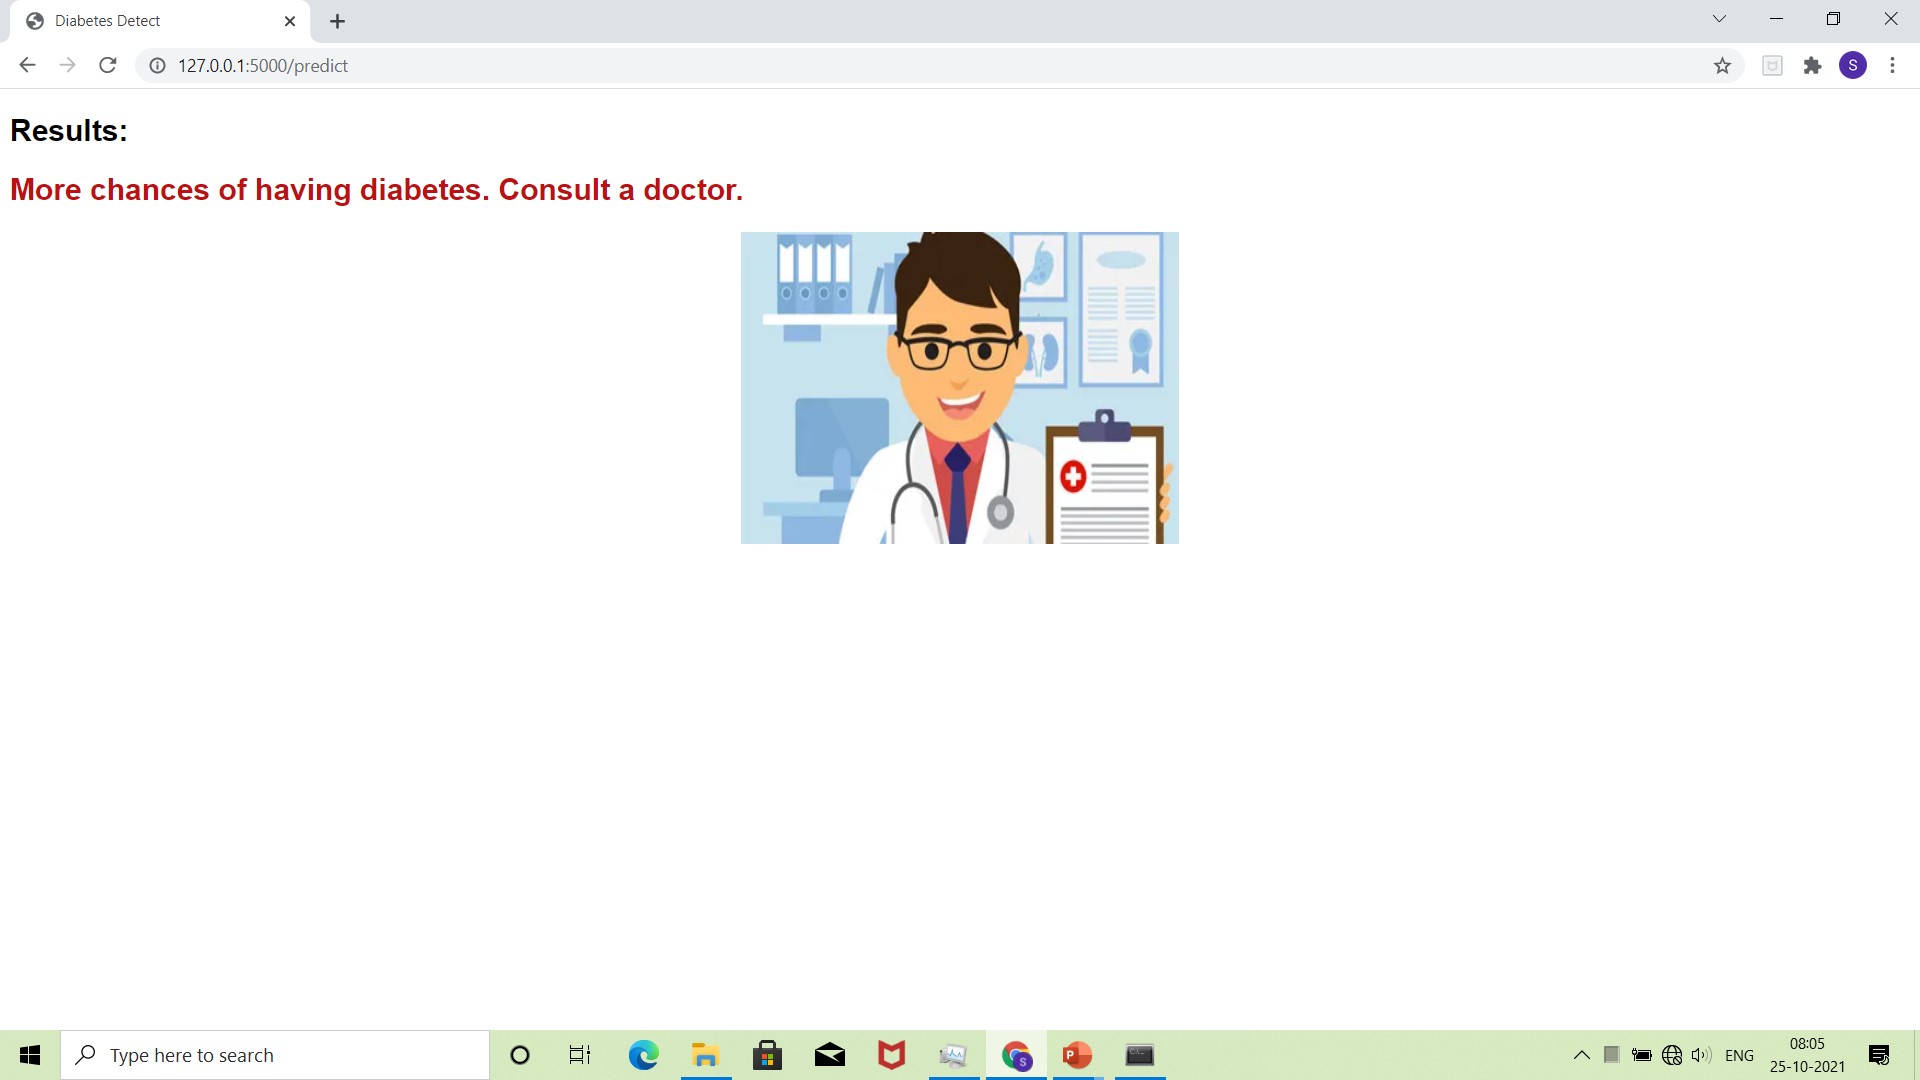 Diabetes Detect
127.0.0.1:5000/predict
S
Results:
More chances of having diabetes. Consult a doctor.
Type here to search
S
P
C:\.
ENG
08:05
25-10-2021
3